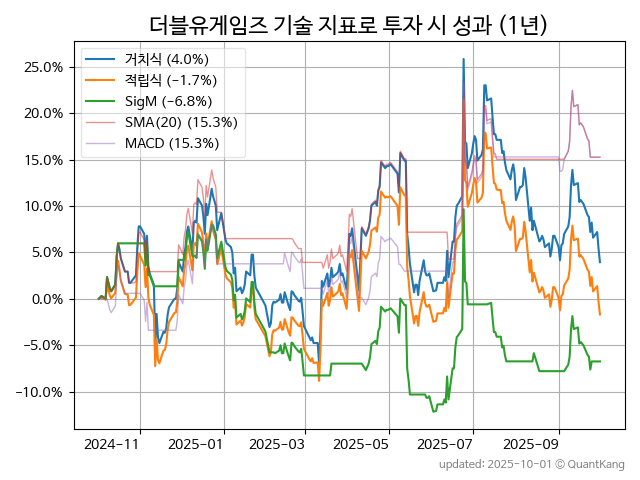 더블유게임즈 기술 지표로 투자 시 성과 (1년)
거치식 (4.0%)
적립식 (−1.7%)
SigM (−6.8%)
SMA(20) (15.3%)
MACD (15.3%)
25.0%
20.0%
15.0%
10.0%
5.0%
0.0%
−5.0%
−10.0%
2024-11 2025-01 2025-03 2025-05 2025-07 2025-09
updated: 2025-10-01 © QuantKang